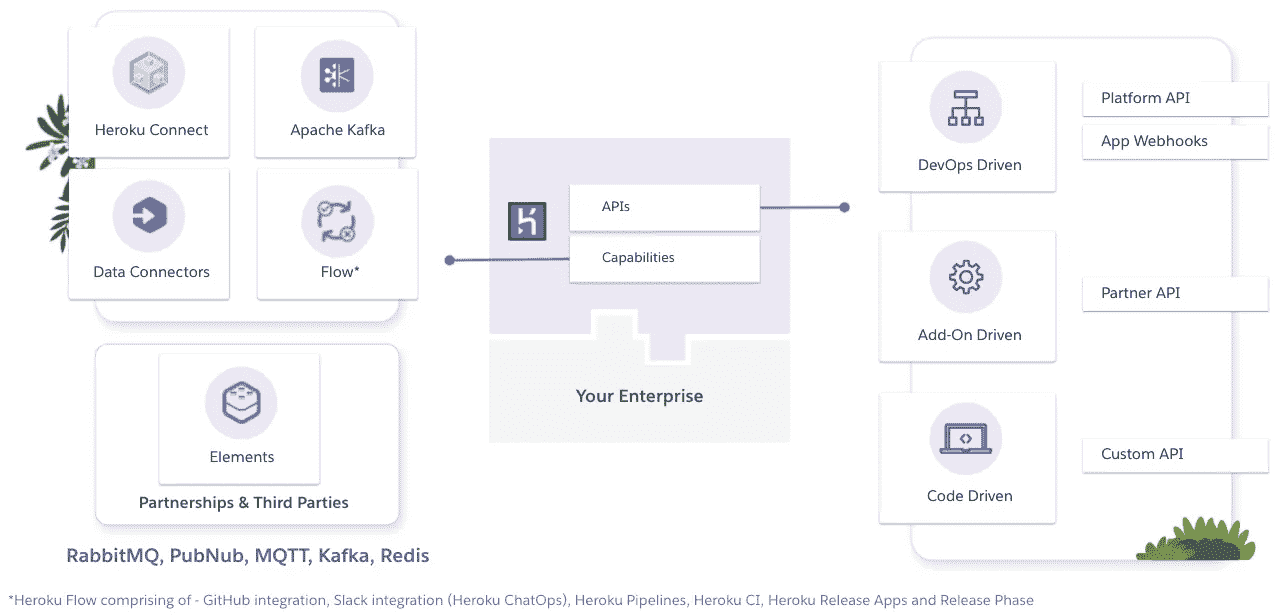 Heroku Connect
Apache Kafka
Data Connectors
Flow*
Elements
Partnerships & Third Parties
RabbitMQ, PubNub, MQTT, Kafka, Redis
APIs
Capabilities
Your Enterprise
DevOps Driven
Platform API
App Webhooks
Add-On Driven
Partner API
Code Driven
Custom API
*Heroku Flow comprising of - GitHub integration, Slack integration (Heroku ChatOps), Heroku Pipelines, Heroku CI, Heroku Release Apps and Release Phase